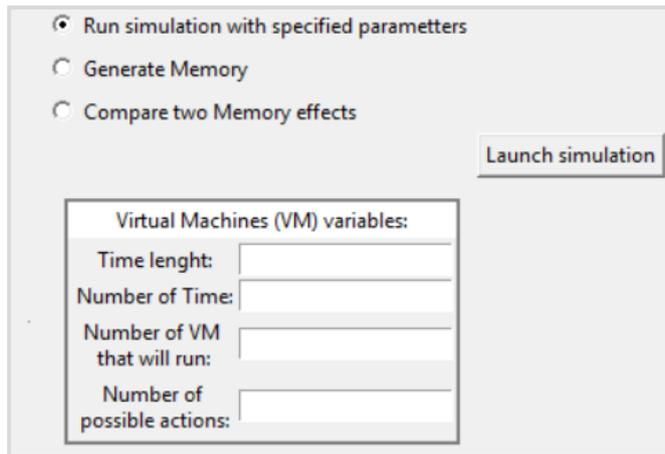 Run simulation with specified parametters
Generate Memory
Compare two Memory effects
Launch simulation
Virtual Machines (VM) variables:
Time lenght:
Number of Time:
Number of VM
that will run:
Number of
possible actions: